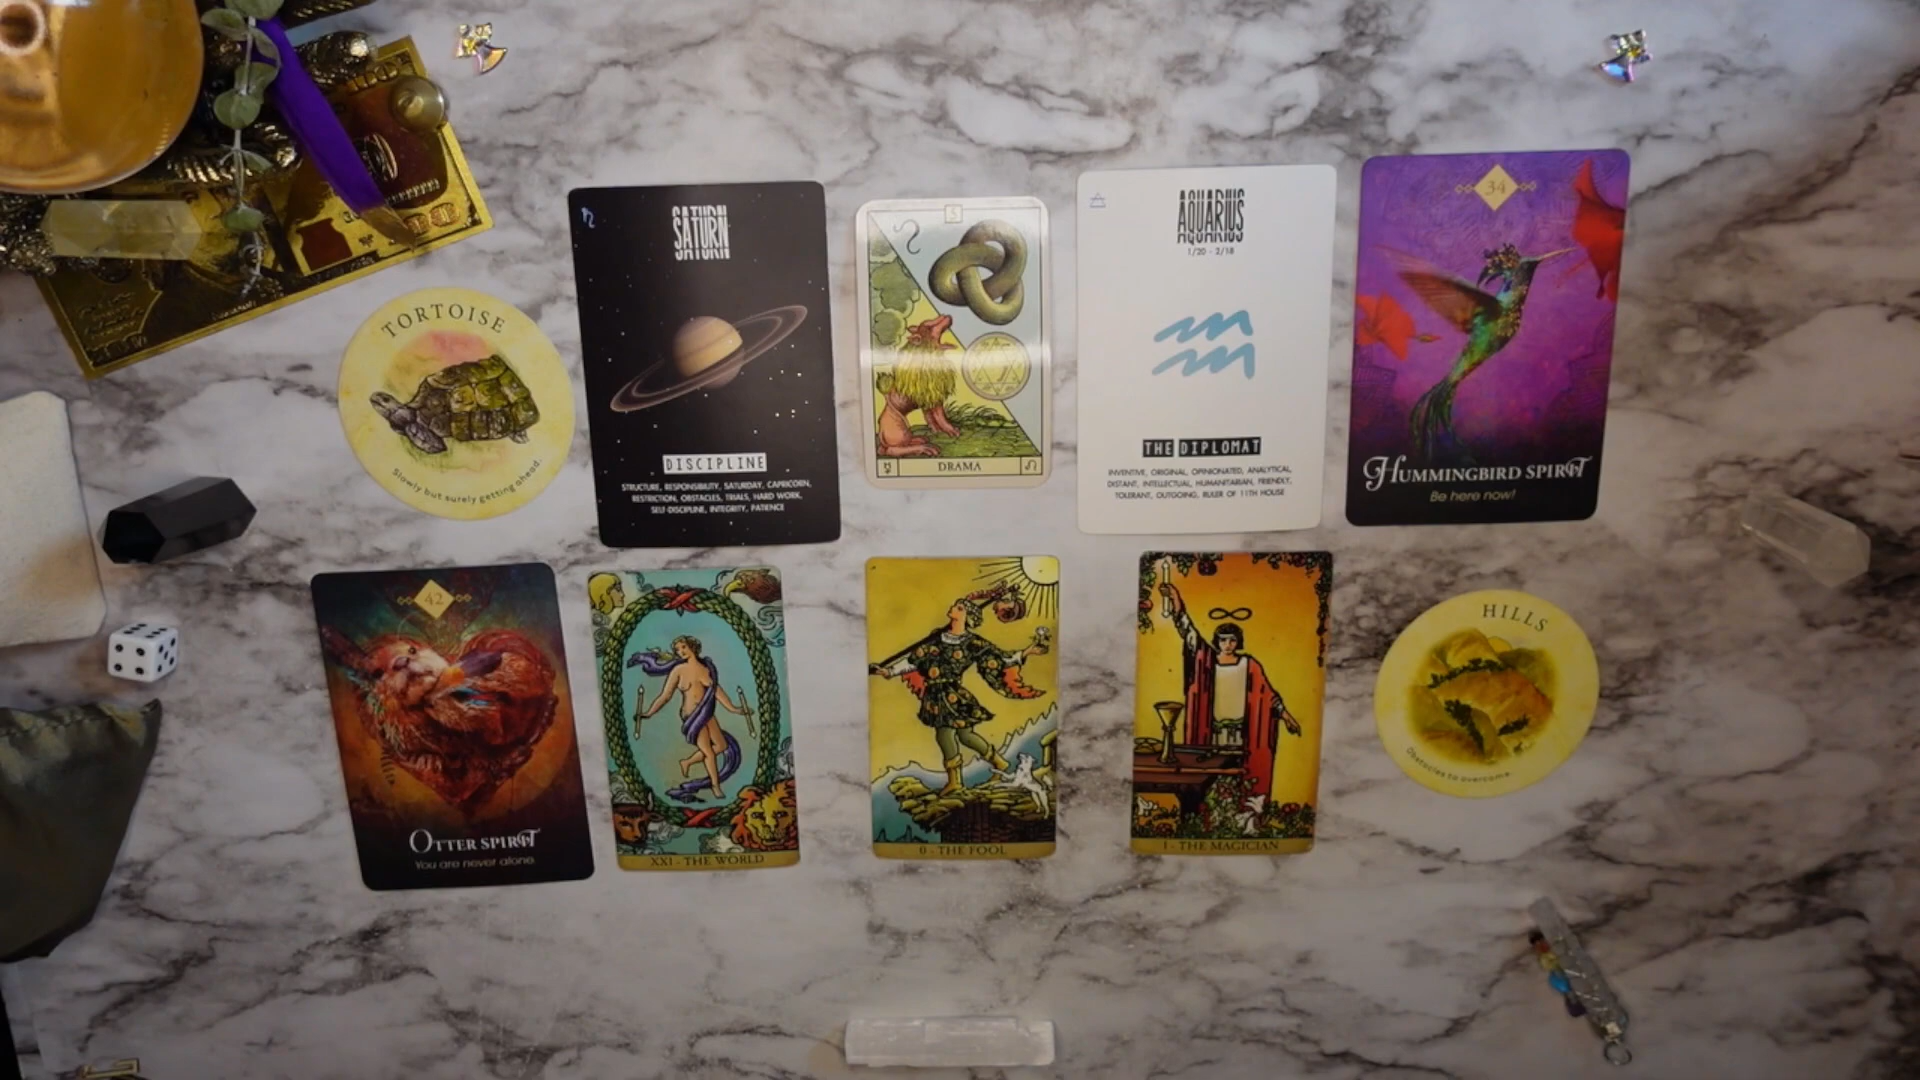 TORTOISE
Slowly but surely getting ahead.
SATURN
DISCIPLINE
STRUCTURE, RESPONSIBILITY, SATURDAY, CAPRICORN,
RESTRICTION, OBSTACLES, TRIALS, HARD WORK,
SELF-DISCIPLINE, INTEGRITY, PATIENCE
5
DRAMA
AQUARIUS
1/20 - 2/18
THE DIPLOMAT
INVENTIVE, ORIGINAL, OPINIONATED, ANALYTICAL,
DISTANT, INTELLECTUAL, HUMANITARIAN, FRIENDLY,
TOLERANT, OUTGOING, RULER OF 11TH HOUSE
34
HUMMINGBIRD SPIRIT
Be here now!
42
OTTER SPIRIT
You are never alone.
XXI - THE WORLD
0 - THE FOOL
I - THE MAGICIAN
HILLS
Obstacles to overcome.